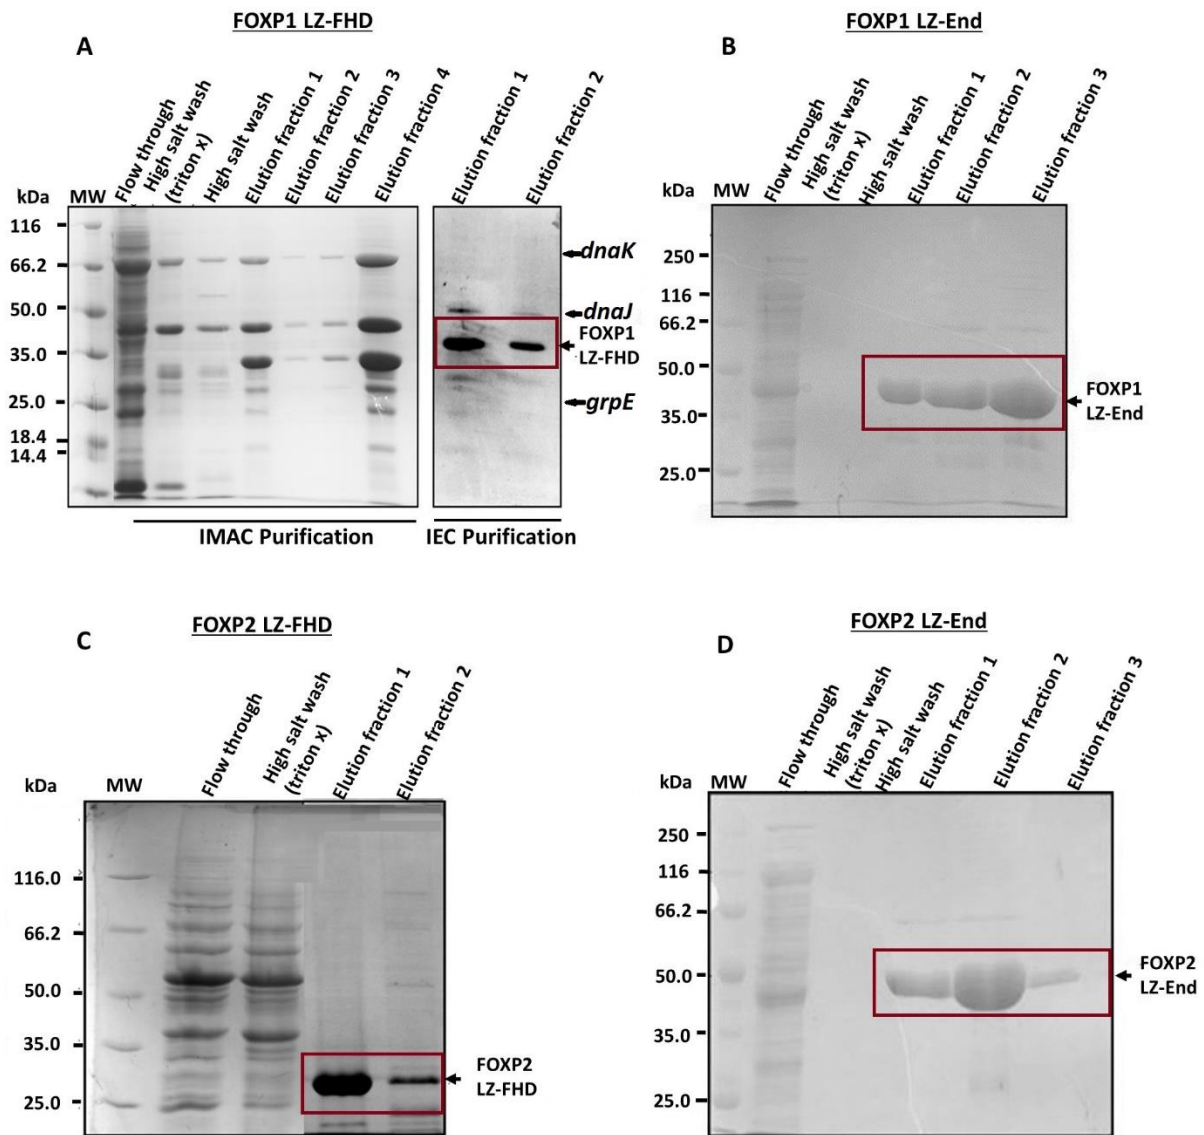 FOXP1 LZ-FHD
A
Flow through
High salt wash
(triton x)
High salt wash
Elution fraction 1
Elution fraction 2
Elution fraction 3
Elution fraction 4
Elution fraction 1
Elution fraction 2
kDa
MW
116
66.2
50.0
35.0
25.0
18.4
14.4
dnaK
dnaJ
FOXP1
LZ-FHD
grpE
IMAC Purification
IEC Purification
FOXP1 LZ-End
B
Flow through
High salt wash
(triton x)
High salt wash
Elution fraction 1
Elution fraction 2
Elution fraction 3
kDa
MW
250
116
66.2
50.0
35.0
25.0
FOXP1
LZ-End
FOXP2 LZ-FHD
C
Flow through
High salt wash
(triton x)
Elution fraction 1
Elution fraction 2
kDa
MW
116.0
66.2
50.0
35.0
25.0
FOXP2
LZ-FHD
FOXP2 LZ-End
D
Flow through
High salt wash
(triton x)
High salt wash
Elution fraction 1
Elution fraction 2
Elution fraction 3
kDa
MW
250
116
66.2
50.0
35.0
25.0
FOXP2
LZ-End